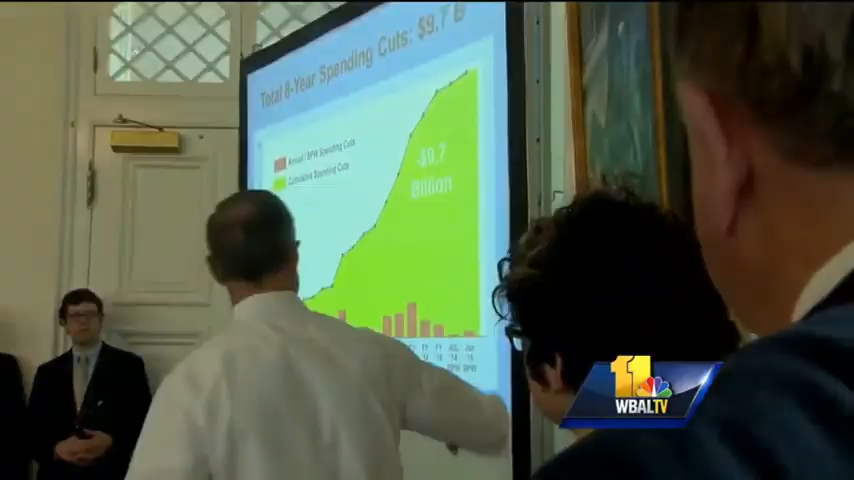 Total 8-Year Spending Cuts: $9.7 B
Annual / BPW Spending Cuts
Cumulative Spending Cuts
-$9.7
Billion
11
WBALTV